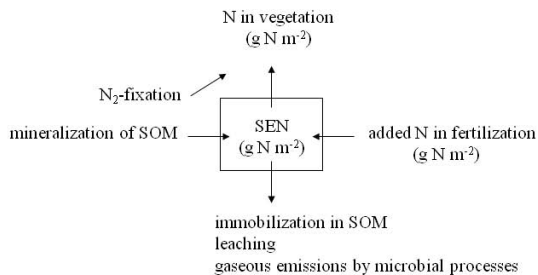 N in vegetation
(g N m⁻²)
N₂-fixation
mineralization of SOM
SEN
(g N m⁻²)
added N in fertilization
(g N m⁻²)
immobilization in SOM
leaching
gaseous emissions by microbial processes